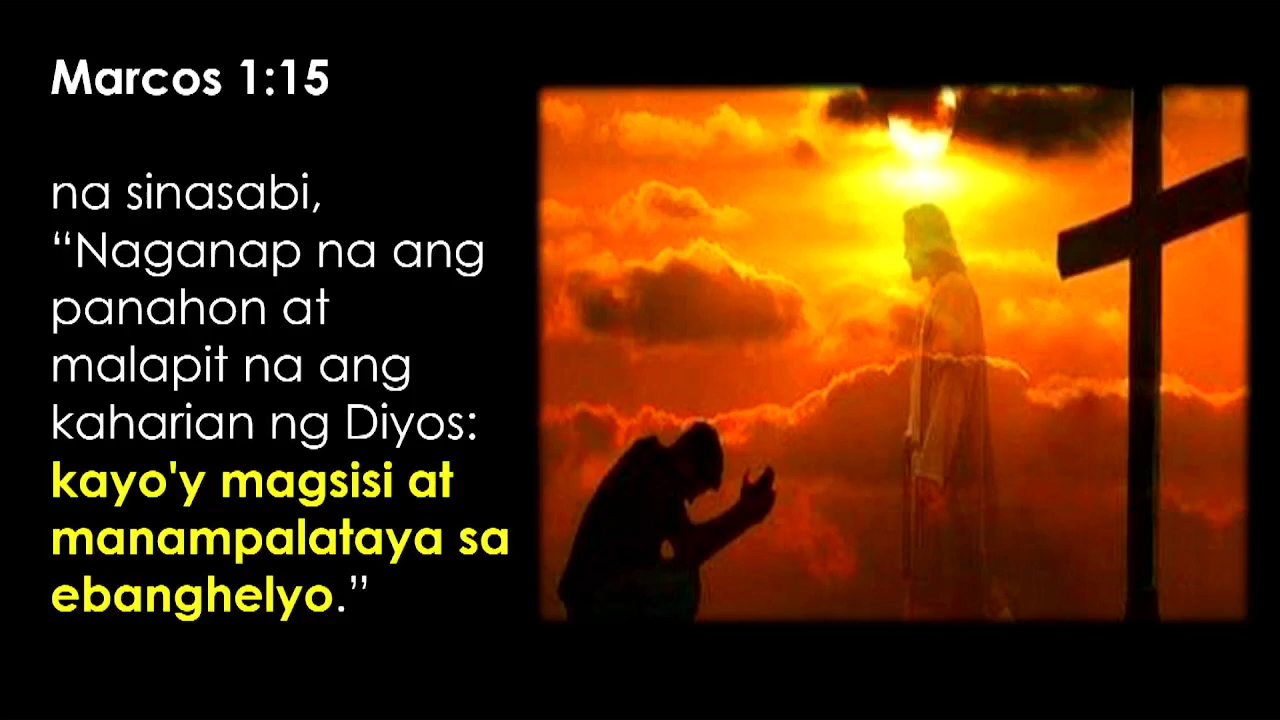 Marcos 1:15
na sinasabi,
“Naganap na ang
panahon at
malapit na ang
kaharian ng Diyos:
kayo'y magsisi at
manampalataya sa
ebanghelyo.”